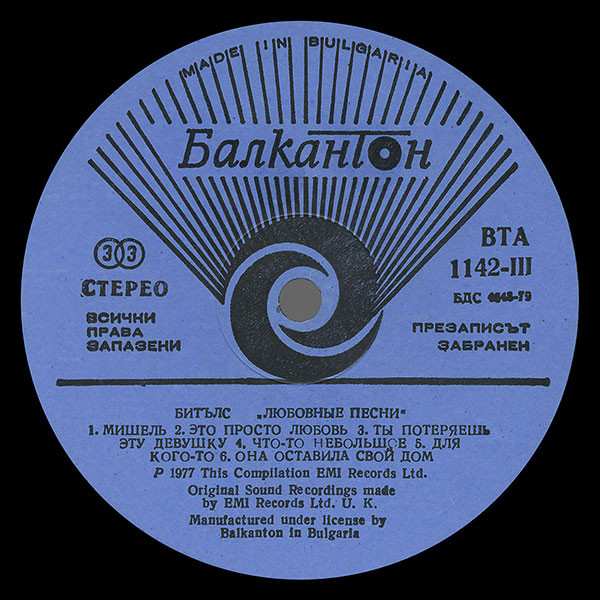 MADE IN BULGARIA
Балкантон
33
СТЕРЕО
ВСИЧКИ
ПРАВА
ЗАПАЗЕНИ
ВТА
1142-III
БДС
ПРЕЗАПИСЪТ
ЗАБРАНЕН
БИТЪЛС „ЛЮБОВНЫЕ ПЕСНИ“
1. МИШЕЛЬ 2. ЭТО ПРОСТО ЛЮБОВЬ 3. ТЫ ПОТЕРЯЕШЬ
ЭТУ ДЕВУШКУ 4. ЧТО-ТО НЕБОЛЬШОЕ 5. ДЛЯ
КОГО-ТО 6. ОНА ОСТАВИЛА СВОЙ ДОМ
P 1977 This Compilation EMI Records Ltd.
Original Sound Recordings made
by EMI Records Ltd. U. K.
Manufactured under license by
Balkanton in Bulgaria